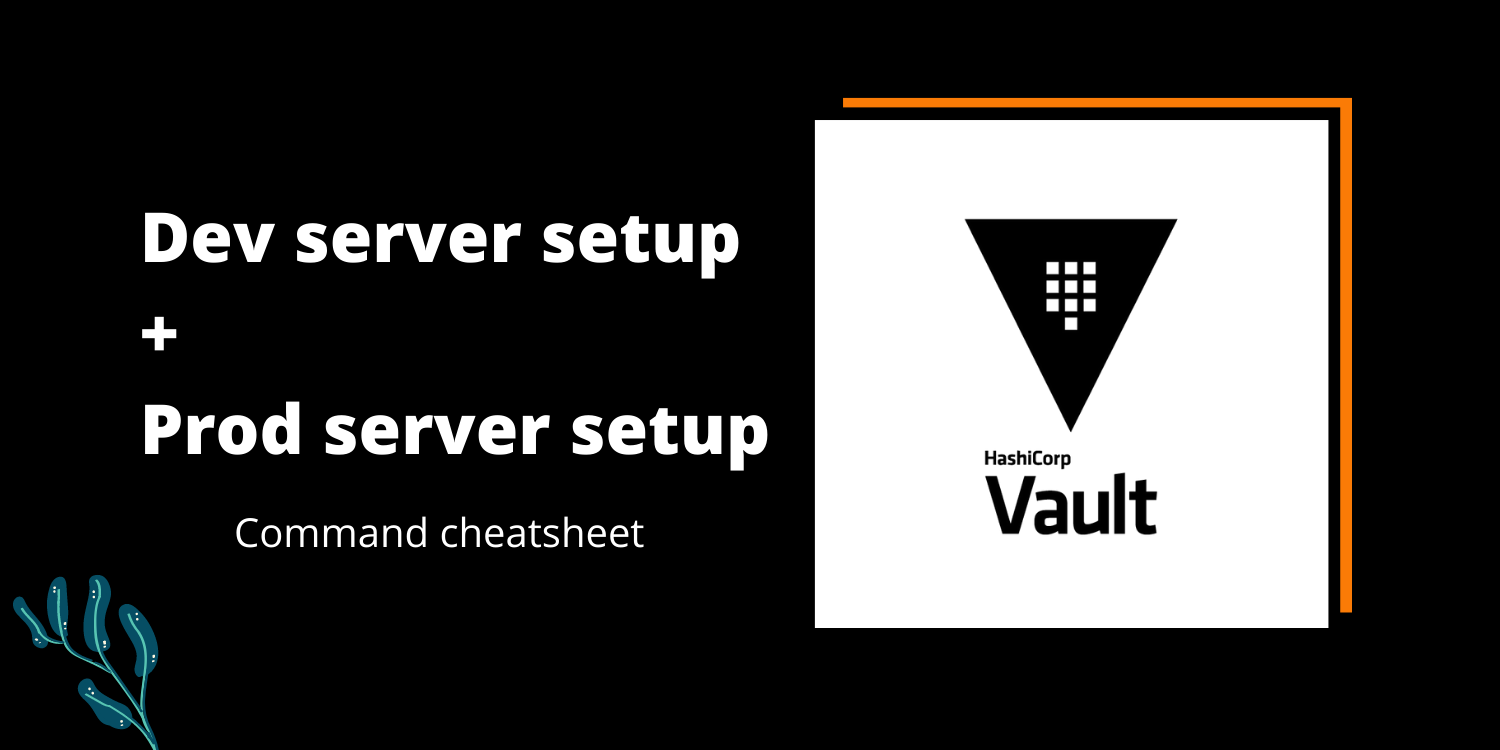 Dev server setup
+
Prod server setup
Command cheatsheet
HashiCorp
Vault